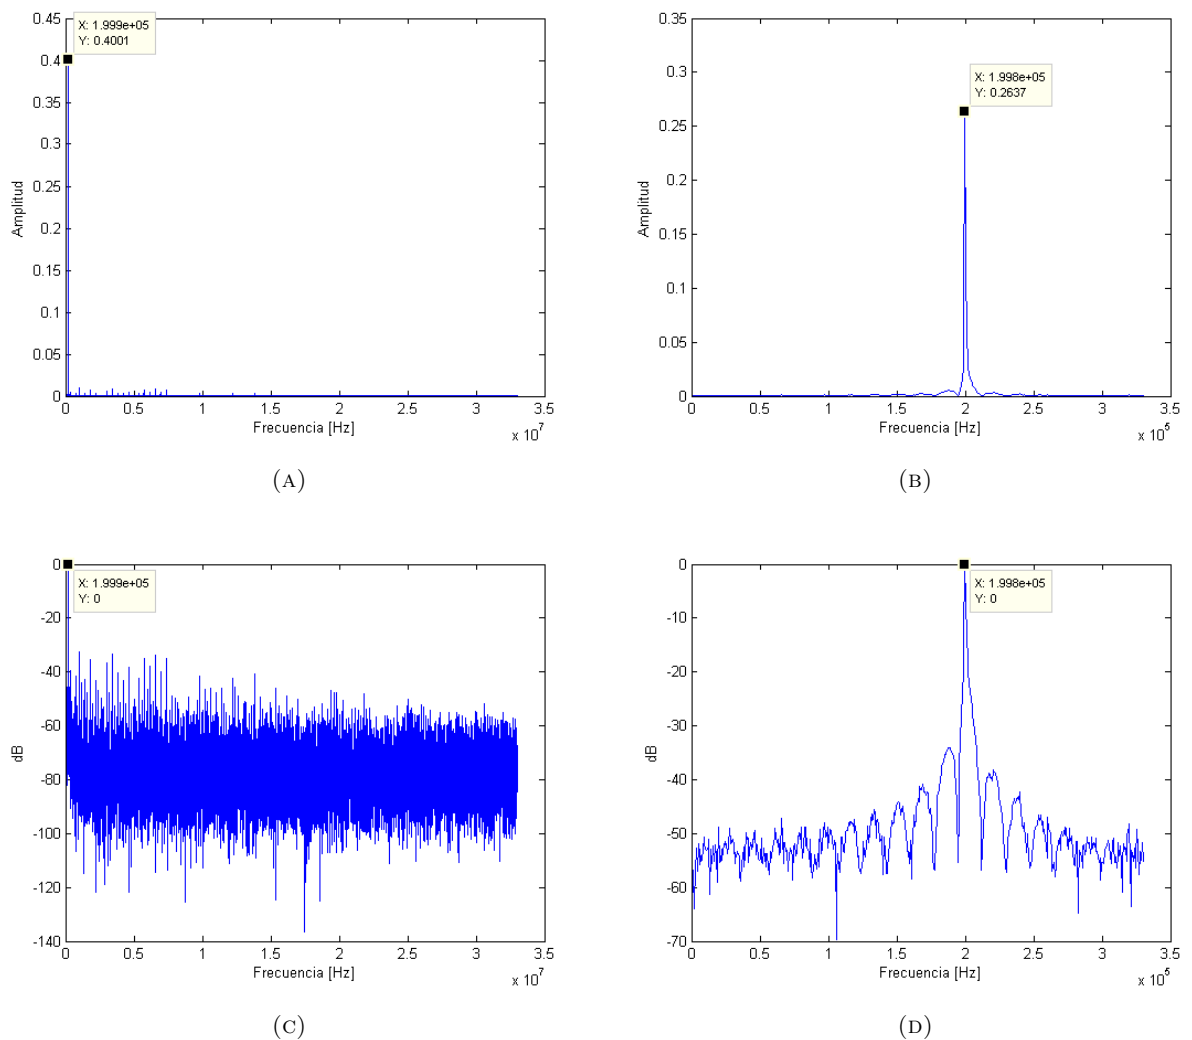 0.45
0.4
0.35
0.3
0.25
0.2
0.15
0.1
0.05
0
X: 1.999e+05
Y: 0.4001
Amplitud
0 0.5 1 1.5 2 2.5 3 3.5
Frecuencia [Hz]
x 10^7
(A)
0.35
0.3
0.25
0.2
0.15
0.1
0.05
0
X: 1.998e+05
Y: 0.2637
Amplitud
0 0.5 1 1.5 2 2.5 3 3.5
Frecuencia [Hz]
x 10^5
(B)
0
-20
-40
-60
-80
-100
-120
-140
X: 1.999e+05
Y: 0
dB
0 0.5 1 1.5 2 2.5 3 3.5
Frecuencia [Hz]
x 10^7
(C)
0
-10
-20
-30
-40
-50
-60
-70
X: 1.998e+05
Y: 0
dB
0 0.5 1 1.5 2 2.5 3 3.5
Frecuencia [Hz]
x 10^5
(D)